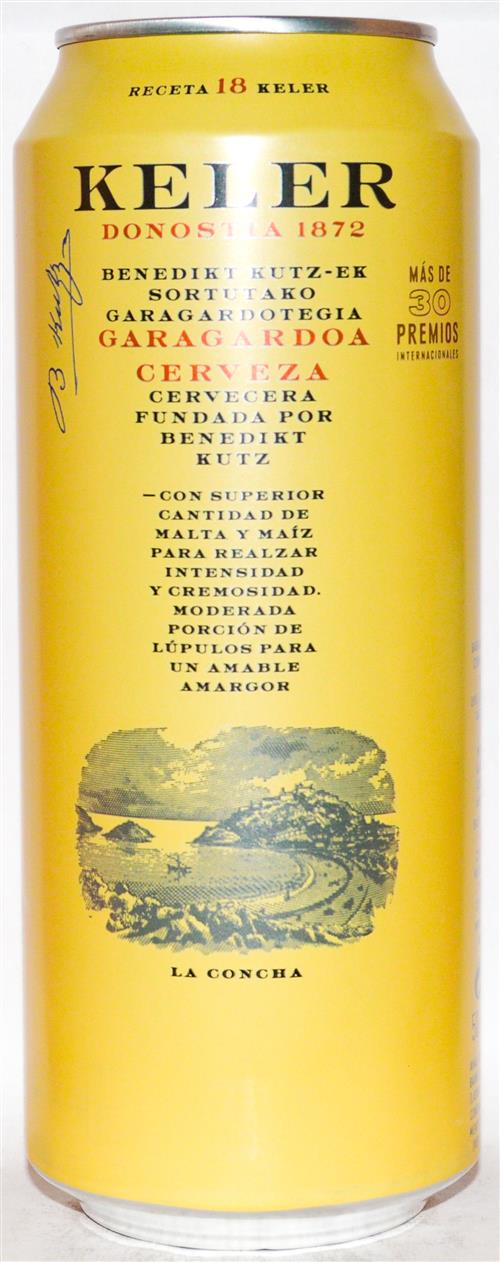 RECETA 18 KELER
KELER
DONOSTIA 1872
BENEDIKT KUTZ-EK
SORTUTAKO
GARAGARDOTEGIA
GARAGARDOA
CERVEZA
CERVECERA
FUNDADA POR
BENEDIKT
KUTZ
—CON SUPERIOR
CANTIDAD DE
MALTA Y MAÍZ
PARA REALZAR
INTENSIDAD
Y CREMOSIDAD.
MODERADA
PORCIÓN DE
LÚPULOS PARA
UN AMABLE
AMARGOR
LA CONCHA
B Kutz
MÁS DE
30
PREMIOS
INTERNACIONALES